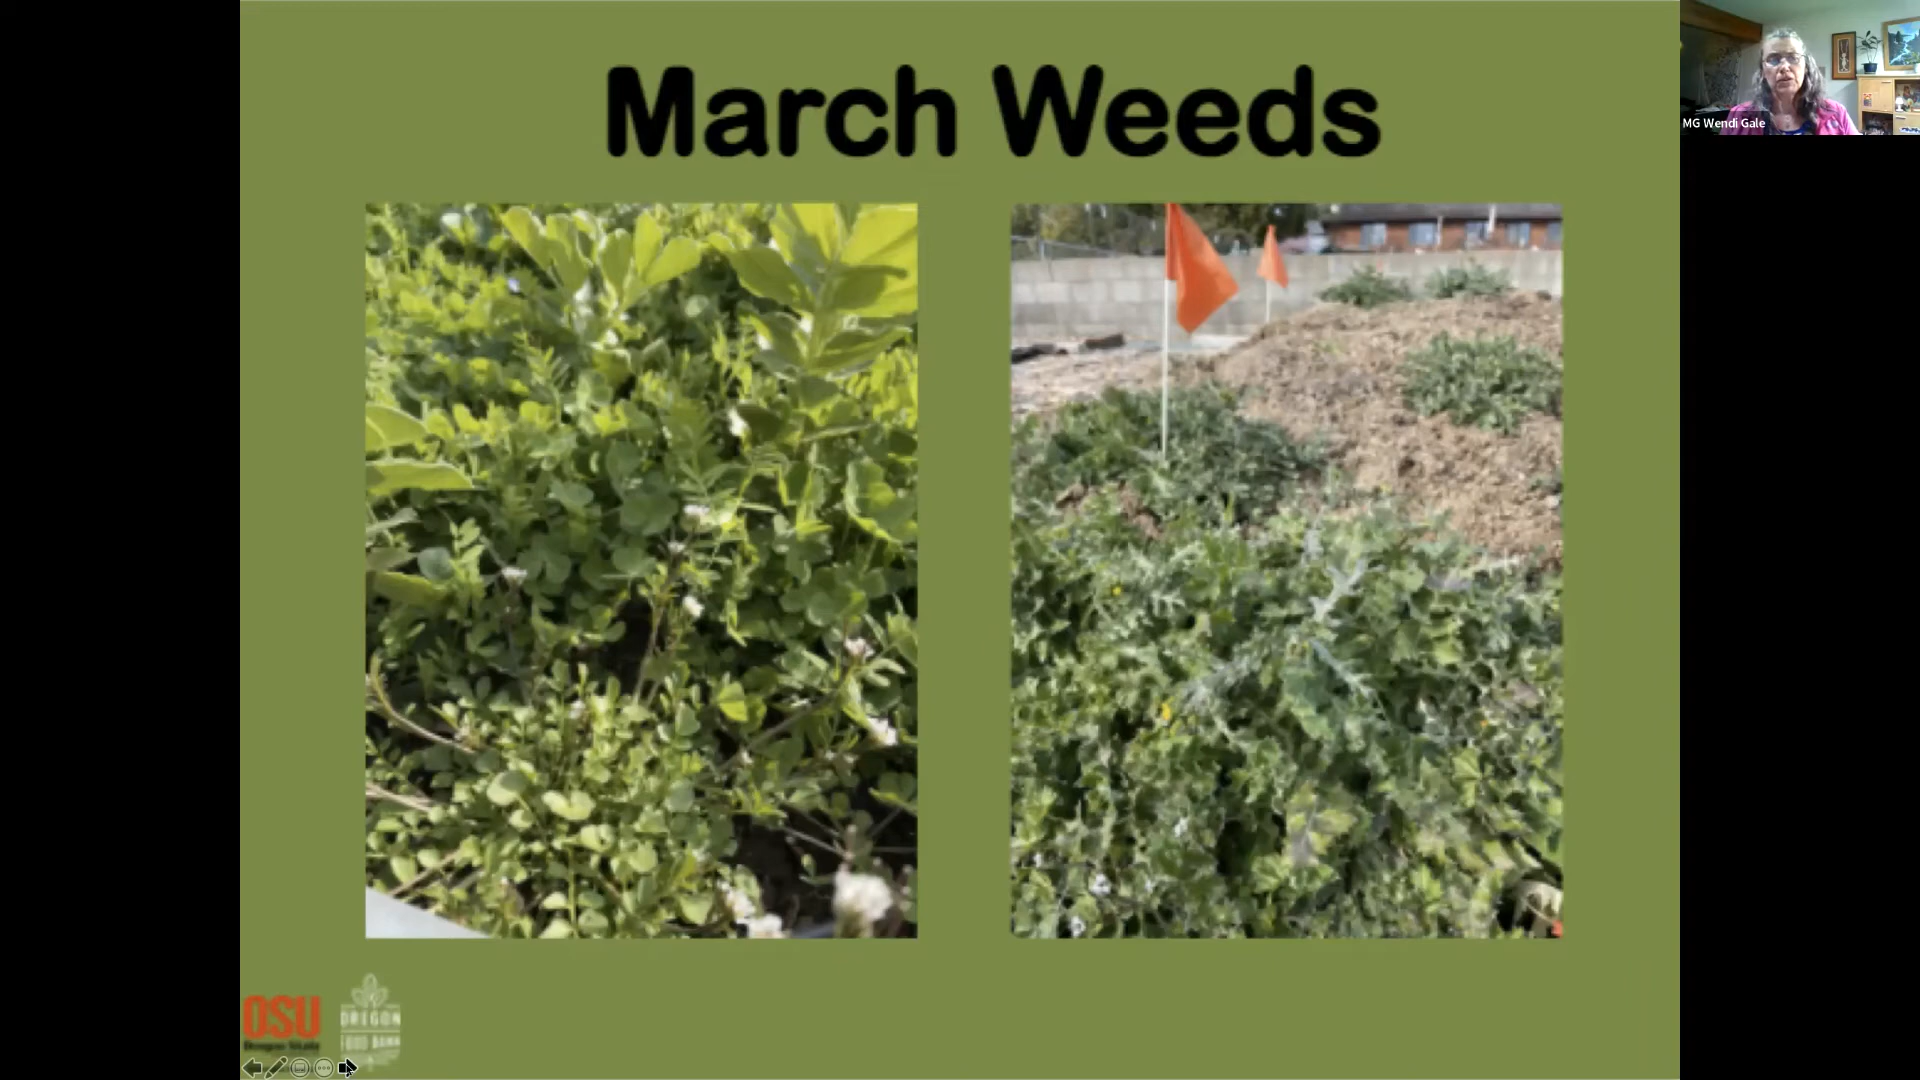 March Weeds
MG Wendi Gale
OSU
Oregon State
OREGON
FOOD BANK